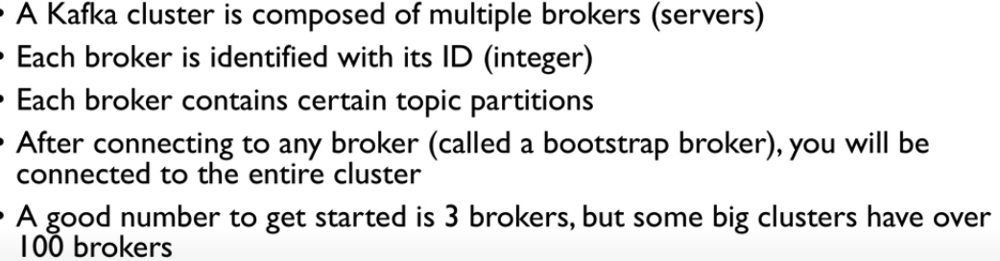 • A Kafka cluster is composed of multiple brokers (servers)
• Each broker is identified with its ID (integer)
• Each broker contains certain topic partitions
• After connecting to any broker (called a bootstrap broker), you will be
connected to the entire cluster
• A good number to get started is 3 brokers, but some big clusters have over
100 brokers